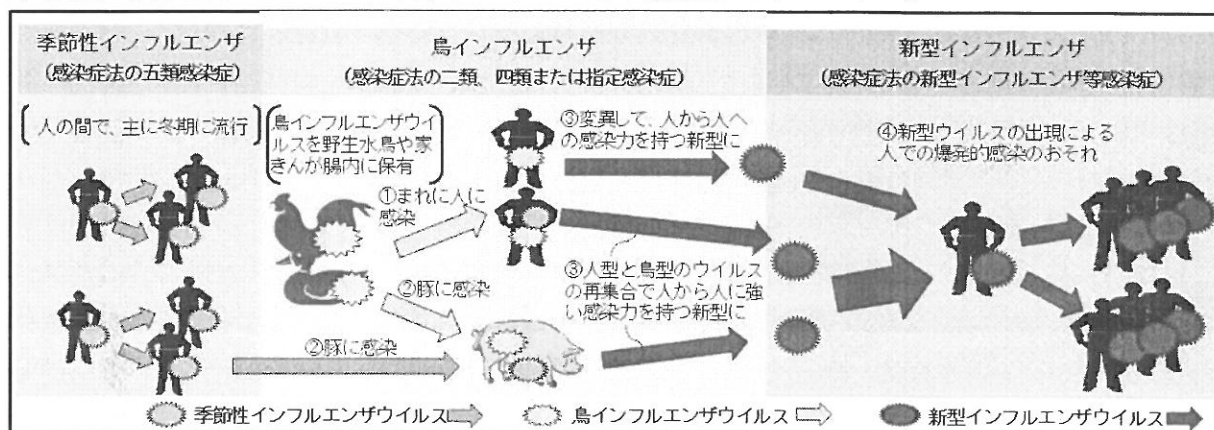 季節性インフルエンザ
(感染症法の五類感染症)
人の間で、主に冬期に流行
鳥インフルエンザ
(感染症法の二類、四類または指定感染症)
鳥インフルエンザウイ
ルスを野生水鳥や家
きんが腸内に保有
①まれに人に
感染
②豚に感染
②豚に感染
③変異して、人から人へ
の感染力を持つ新型に
③人型と鳥型のウイルス
の再集合で人から人に強
い感染力を持つ新型に
新型インフルエンザ
(感染症法の新型インフルエンザ等感染症)
④新型ウイルスの出現による
人での爆発的感染のおそれ
季節性インフルエンザウイルス
鳥インフルエンザウイルス
新型インフルエンザウイルス